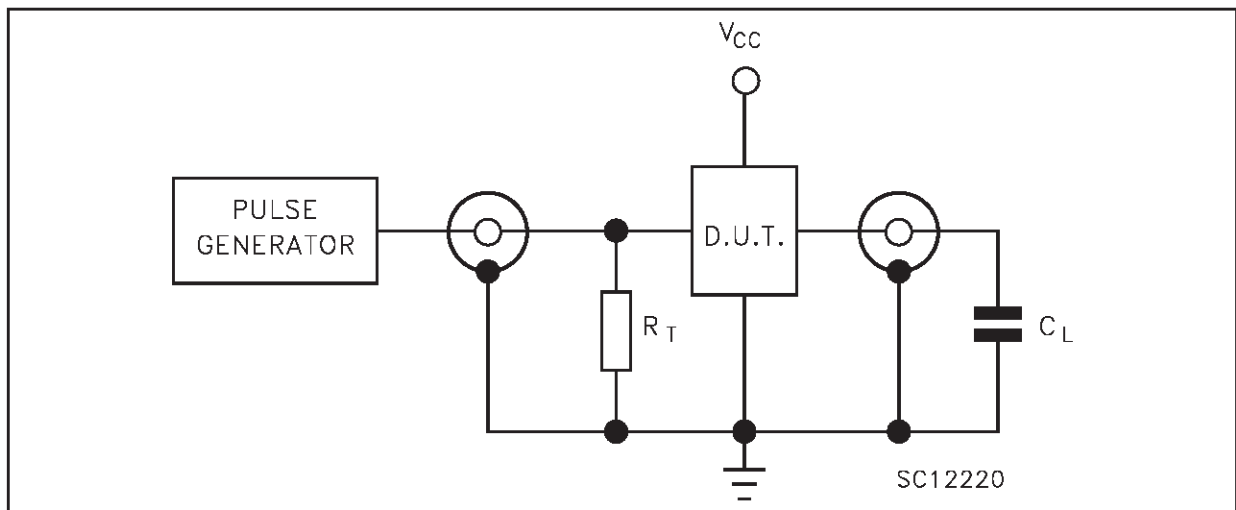 VCC
PULSE
GENERATOR
D.U.T.
RT
CL
SC12220